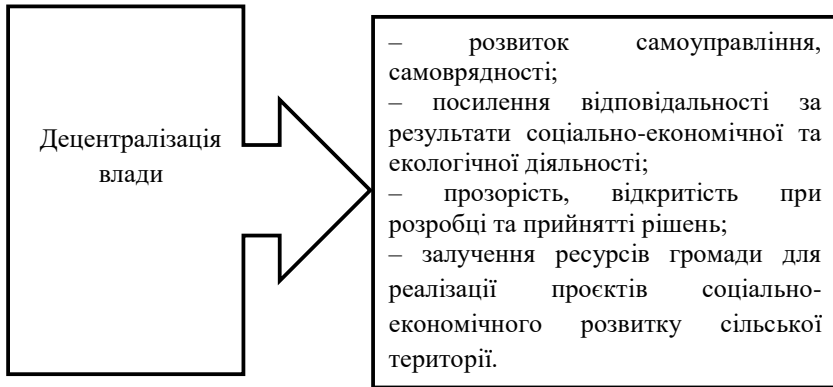 Децентралізація
влади
– розвиток самоуправління,
самоврядності;
– посилення відповідальності за
результати соціально-економічної та
екологічної діяльності;
– прозорість, відкритість при
розробці та прийнятті рішень;
– залучення ресурсів громади для
реалізації проєктів соціально-
економічного розвитку сільської
території.